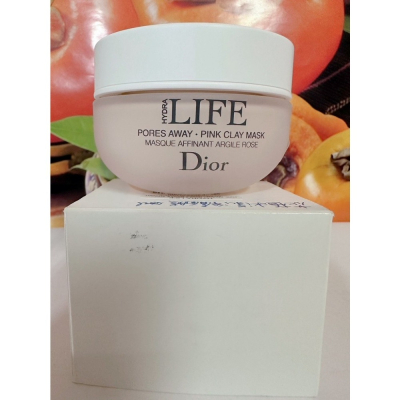 HYDRA
LIFE
PORES AWAY • PINK CLAY MASK
MASQUE AFFINANT ARGILE ROSE
Dior